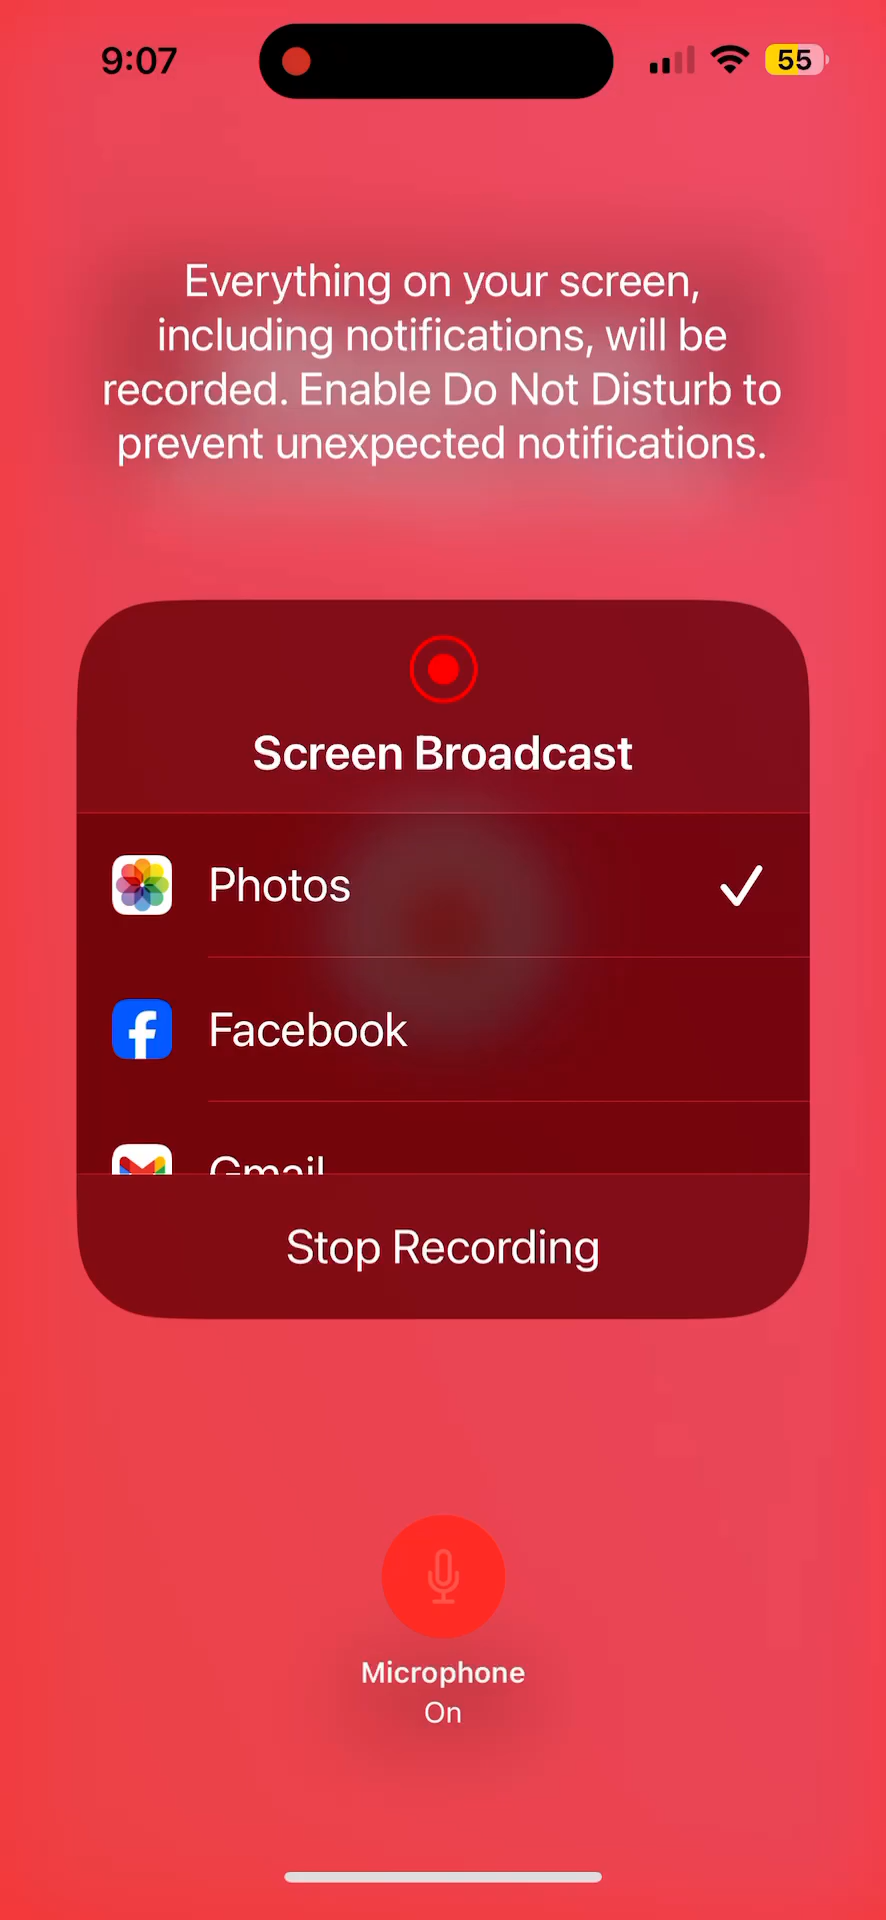 9:07
55
Everything on your screen,
including notifications, will be
recorded. Enable Do Not Disturb to
prevent unexpected notifications.
Screen Broadcast
Photos
Facebook
Gmail
Stop Recording
Microphone
On